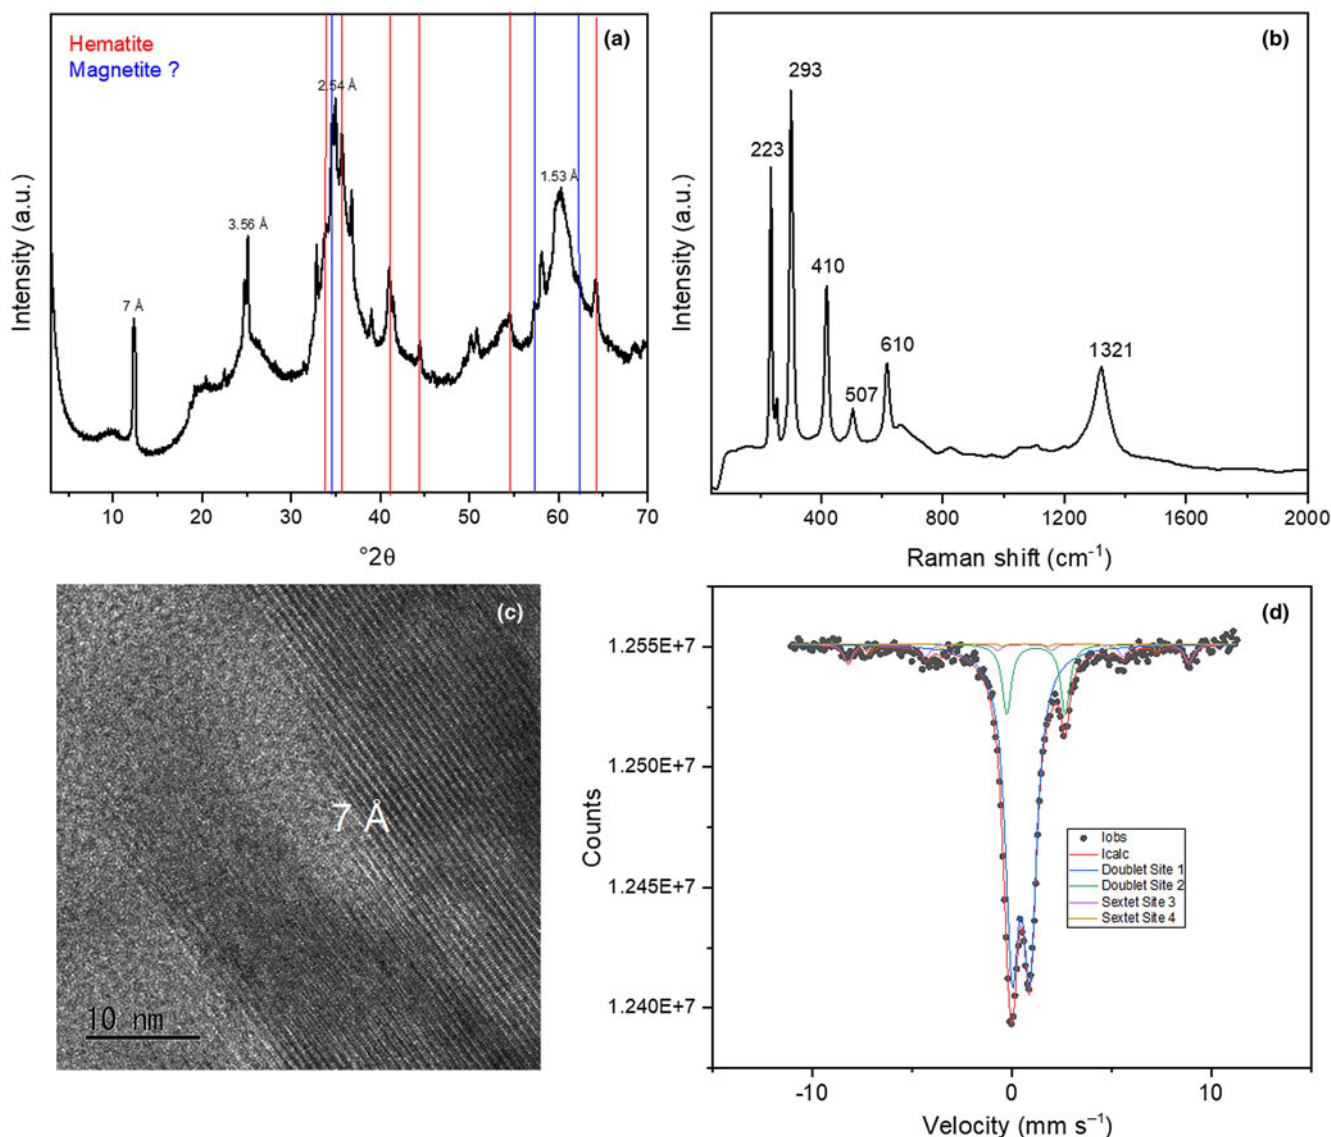 (a)
Hematite
Magnetite ?
2.54 Å
3.56 Å
1.53 Å
7 Å
Intensity (a.u.)
10 20 30 40 50 60 70
°2θ
(b)
293
223
410
507
610
1321
Intensity (a.u.)
400 800 1200 1600 2000
Raman shift (cm⁻¹)
(c)
7 Å
10 nm
(d)
1.255E+7
1.250E+7
1.245E+7
1.240E+7
Counts
Iobs
Icalc
Doublet Site 1
Doublet Site 2
Sextet Site 3
Sextet Site 4
-10 0 10
Velocity (mm s⁻¹)